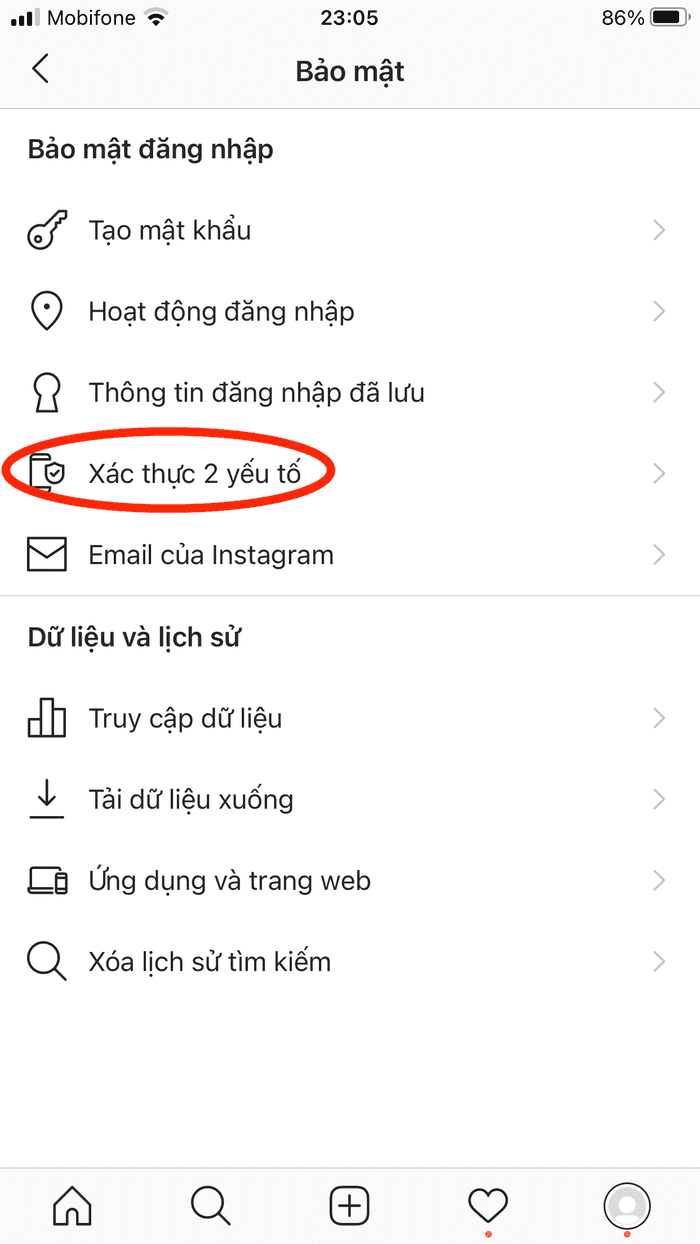 Mobifone 23:05 86%
Bảo mật
Bảo mật đăng nhập
Tạo mật khẩu
Hoạt động đăng nhập
Thông tin đăng nhập đã lưu
Xác thực 2 yếu tố
Email của Instagram
Dữ liệu và lịch sử
Truy cập dữ liệu
Tải dữ liệu xuống
Ứng dụng và trang web
Xóa lịch sử tìm kiếm